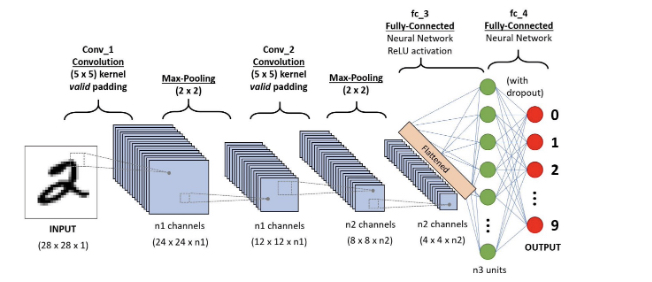 fc_3
Fully-Connected
Neural Network
ReLU activation
fc_4
Fully-Connected
Neural Network
Conv_1
Convolution
(5 x 5) kernel
valid padding
Max-Pooling
(2 x 2)
Conv_2
Convolution
(5 x 5) kernel
valid padding
Max-Pooling
(2 x 2)
(with
dropout)
Flattened
2
0
1
2
9
INPUT
(28 x 28 x 1)
n1 channels
(24 x 24 x n1)
n1 channels
(12 x 12 x n1)
n2 channels
(8 x 8 x n2)
n2 channels
(4 x 4 x n2)
OUTPUT
n3 units